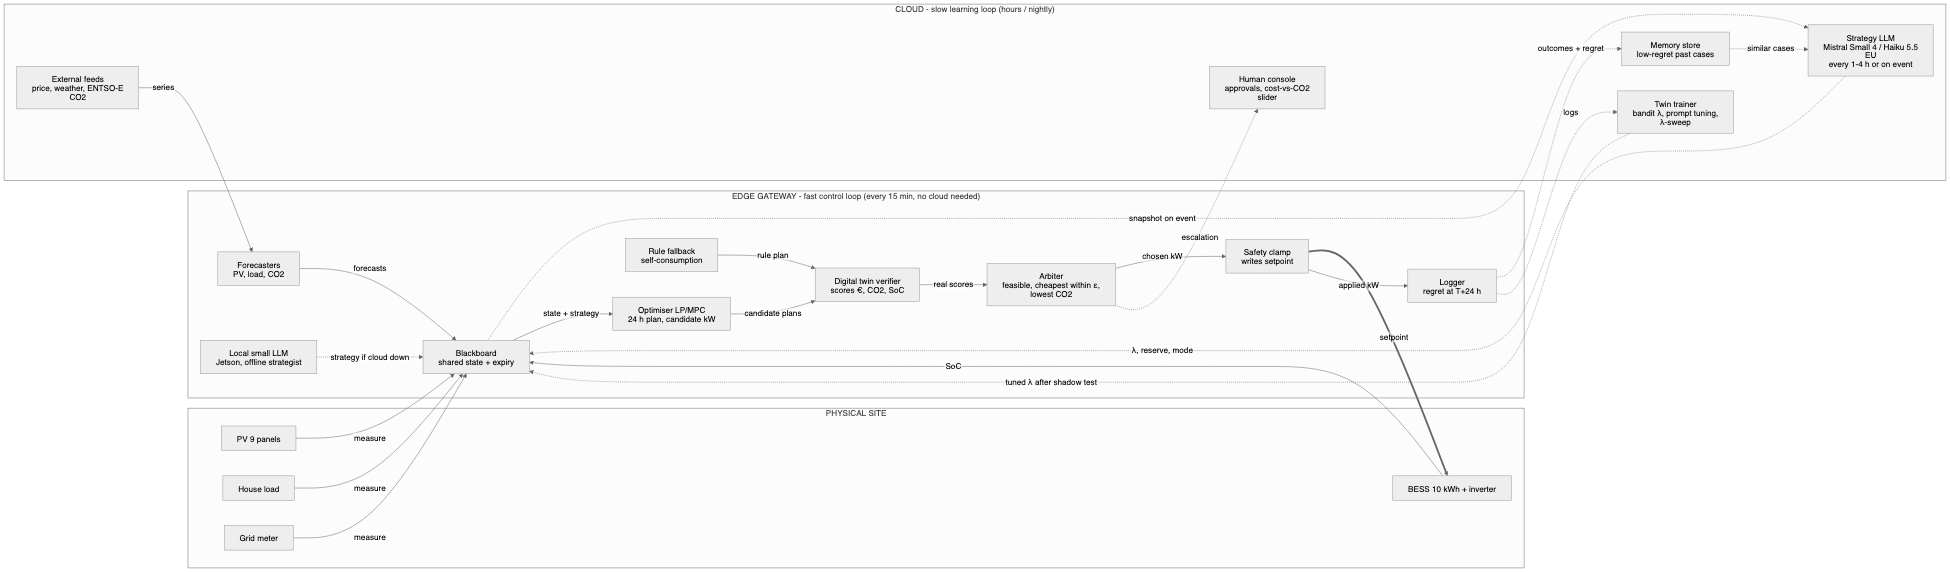 CLOUD - slow learning loop (hours / nightly)
External feeds
price, weather, ENTSO-E
CO2
series
Human console
approvals, cost-vs-CO2
slider
outcomes + regret
Memory store
low-regret past cases
similar cases
Strategy LLM
Mistral Small 4 / Haiku 5.5
EU
every 1-4 h or on event
logs
Twin trainer
bandit λ, prompt tuning,
λ-sweep
EDGE GATEWAY - fast control loop (every 15 min, no cloud needed)
snapshot on event
escalation
Forecasters
PV, load, CO2
forecasts
Rule fallback
self-consumption
rule plan
Digital twin verifier
scores €, CO2, SoC
real scores
Arbiter
feasible, cheapest within ε,
lowest CO2
chosen kW
Safety clamp
writes setpoint
applied kW
Logger
regret at T+24 h
state + strategy
Optimiser LP/MPC
24 h plan, candidate kW
candidate plans
setpoint
Local small LLM
Jetson, offline strategist
strategy if cloud down
Blackboard
shared state + expiry
λ, reserve, mode
SoC
tuned λ after shadow test
PHYSICAL SITE
PV 9 panels
measure
House load
measure
BESS 10 kWh + inverter
Grid meter
measure